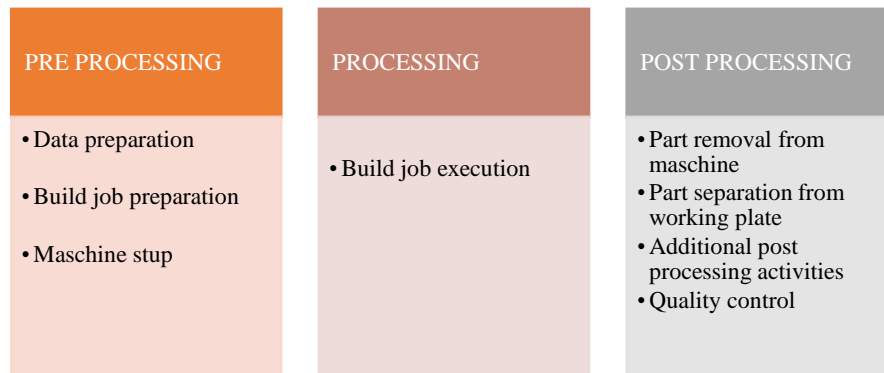 PRE PROCESSING
• Data preparation
• Build job preparation
• Maschine stup
PROCESSING
• Build job execution
POST PROCESSING
• Part removal from
maschine
• Part separation from
working plate
• Additional post
processing activities
• Quality control